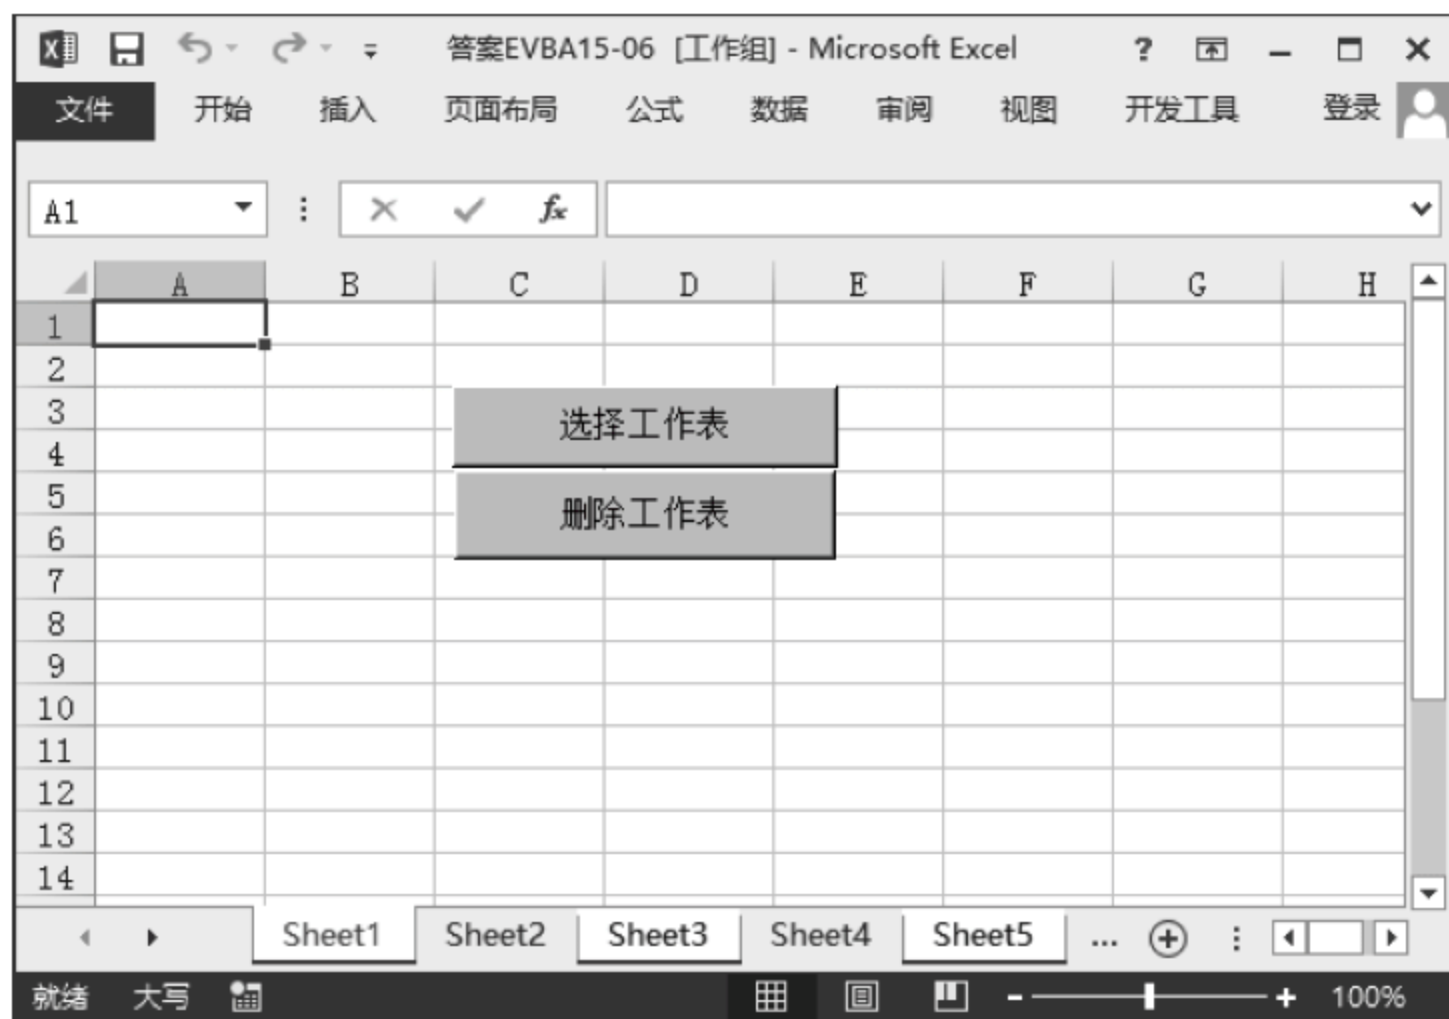 答案EVBA15-06 [工作组] - Microsoft Excel ?
文件 开始 插入 页面布局 公式 数据 审阅 视图 开发工具 登录
A1 fx
A B C D E F G H
1
2
3
选择工作表
4
5
删除工作表
6
7
8
9
10
11
12
13
14
Sheet1 Sheet2 Sheet3 Sheet4 Sheet5 ...
就绪 大写 100%